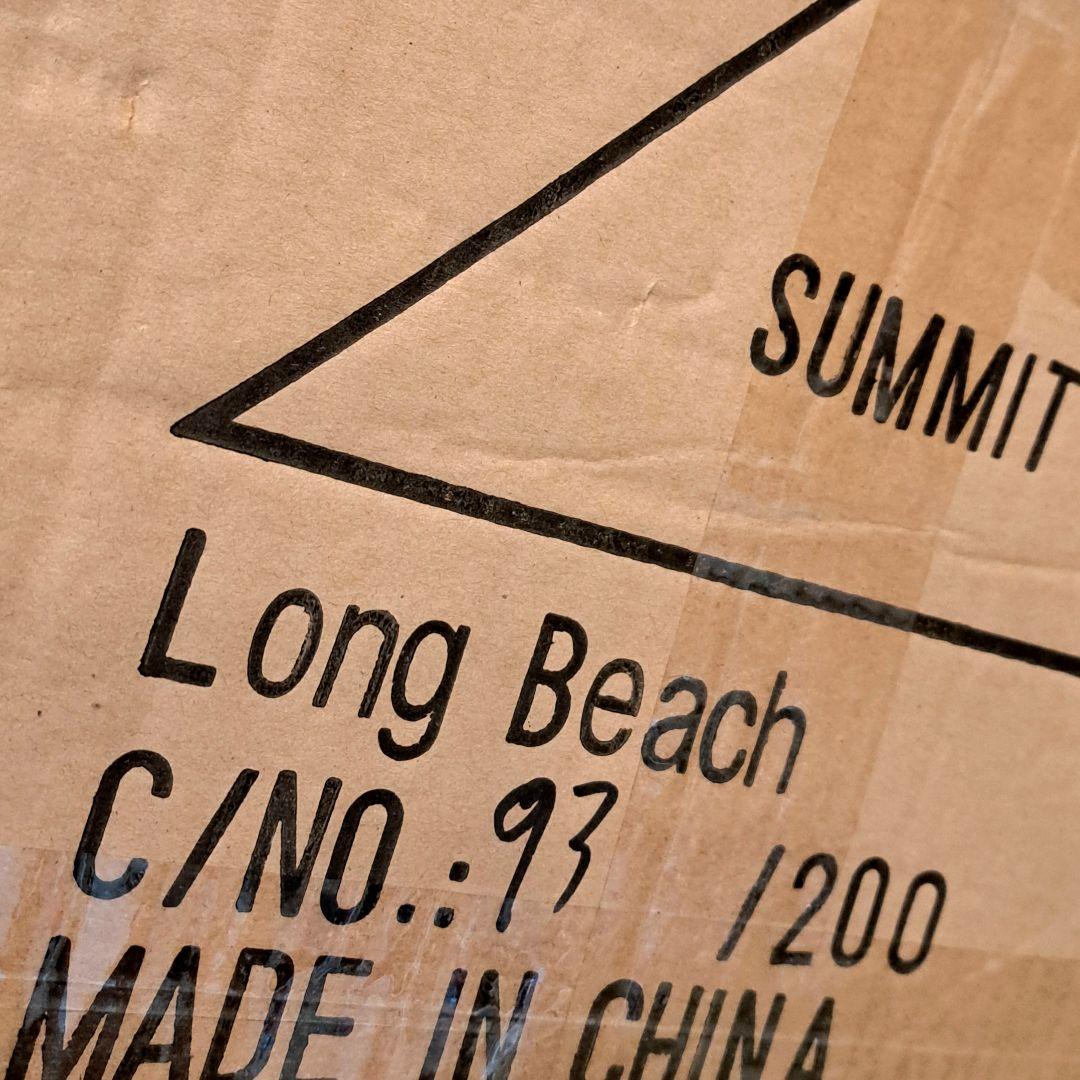 SUMMIT
Long Beach
C/NO.: 93 /200
MADE IN CHINA